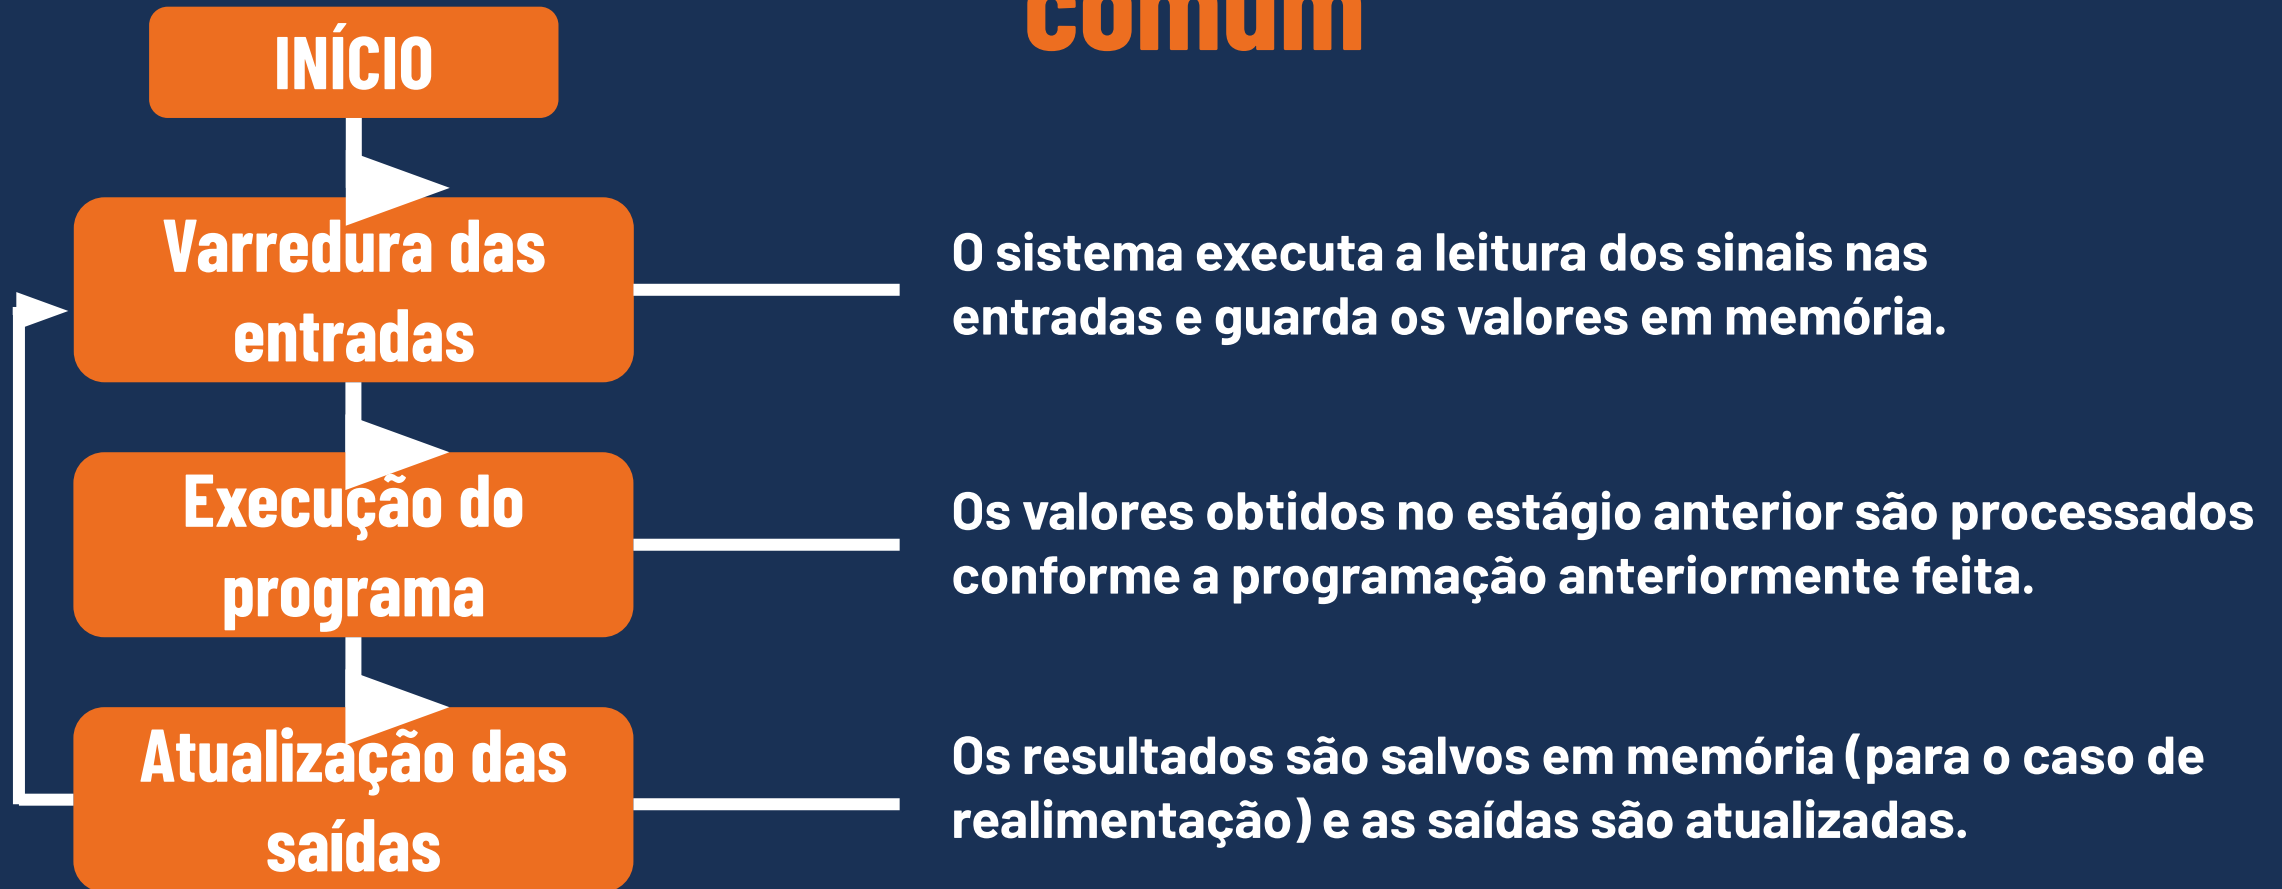 comum
INÍCIO
Varredura das
entradas
O sistema executa a leitura dos sinais nas
entradas e guarda os valores em memória.
Execução do
programa
Os valores obtidos no estágio anterior são processados
conforme a programação anteriormente feita.
Atualização das
saídas
Os resultados são salvos em memória (para o caso de
realimentação) e as saídas são atualizadas.